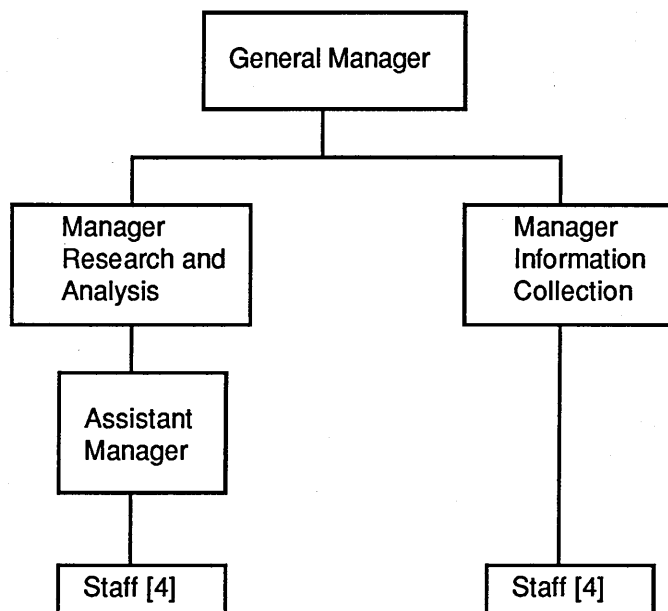 General Manager
Manager
Research and
Analysis
Manager
Information
Collection
Assistant
Manager
Staff [4]
Staff [4]